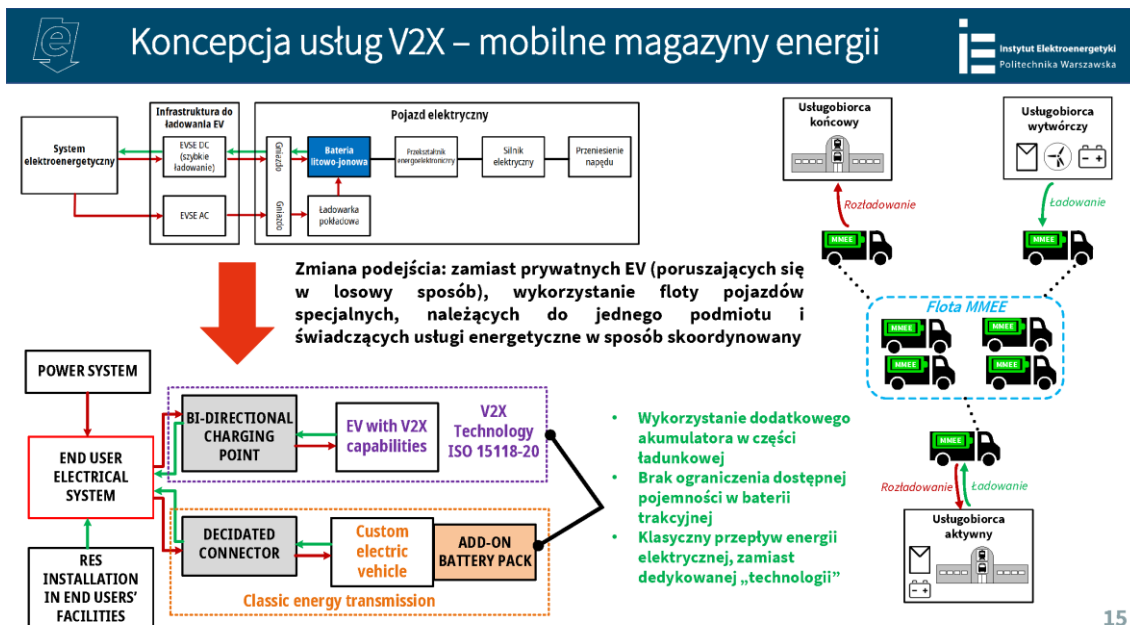 Koncepcja usług V2X – mobilne magazyny energii
Instytut Elektroenergetyki
Politechnika Warszawska
System
elektroenergetyczny
Infrastruktura do
ładowania EV
EVSE DC
(szybkie
ładowanie)
EVSE AC
Pojazd elektryczny
Gniazdo
Gniazdo
Bateria
litowo-jonowa
Ładowarka
pokładowa
Przekształtnik
energoelektroniczny
Silnik
elektryczny
Przeniesienie
napędu
Usługobiorca
końcowy
Usługobiorca
wytwórczy
Rozładowanie
Ładowanie
MMEE
MMEE
Flota MMEE
MMEE
MMEE
MMEE
MMEE
MMEE
Rozładowanie
Ładowanie
Usługobiorca
aktywny
Zmiana podejścia: zamiast prywatnych EV (poruszających się
w losowy sposób), wykorzystanie floty pojazdów
specjalnych, należących do jednego podmiotu i
świadczących usługi energetyczne w sposób skoordynowany
POWER SYSTEM
END USER
ELECTRICAL
SYSTEM
RES
INSTALLATION
IN END USERS’
FACILITIES
BI-DIRECTIONAL
CHARGING
POINT
EV with V2X
capabilities
V2X
Technology
ISO 15118-20
DECIDATED
CONNECTOR
Custom
electric
vehicle
ADD-ON
BATTERY PACK
Classic energy transmission
• Wykorzystanie dodatkowego
akumulatora w części
ładunkowej
• Brak ograniczenia dostępnej
pojemności w baterii
trakcyjnej
• Klasyczny przepływ energii
elektrycznej, zamiast
dedykowanej „technologii”
15